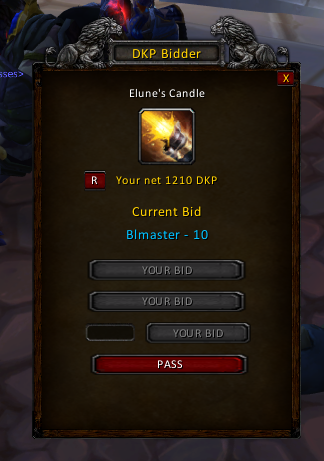 DKP Bidder
sses>
X
Elune's Candle
R Your net 1210 DKP
Current Bid
Blmaster - 10
YOUR BID
YOUR BID
YOUR BID
PASS